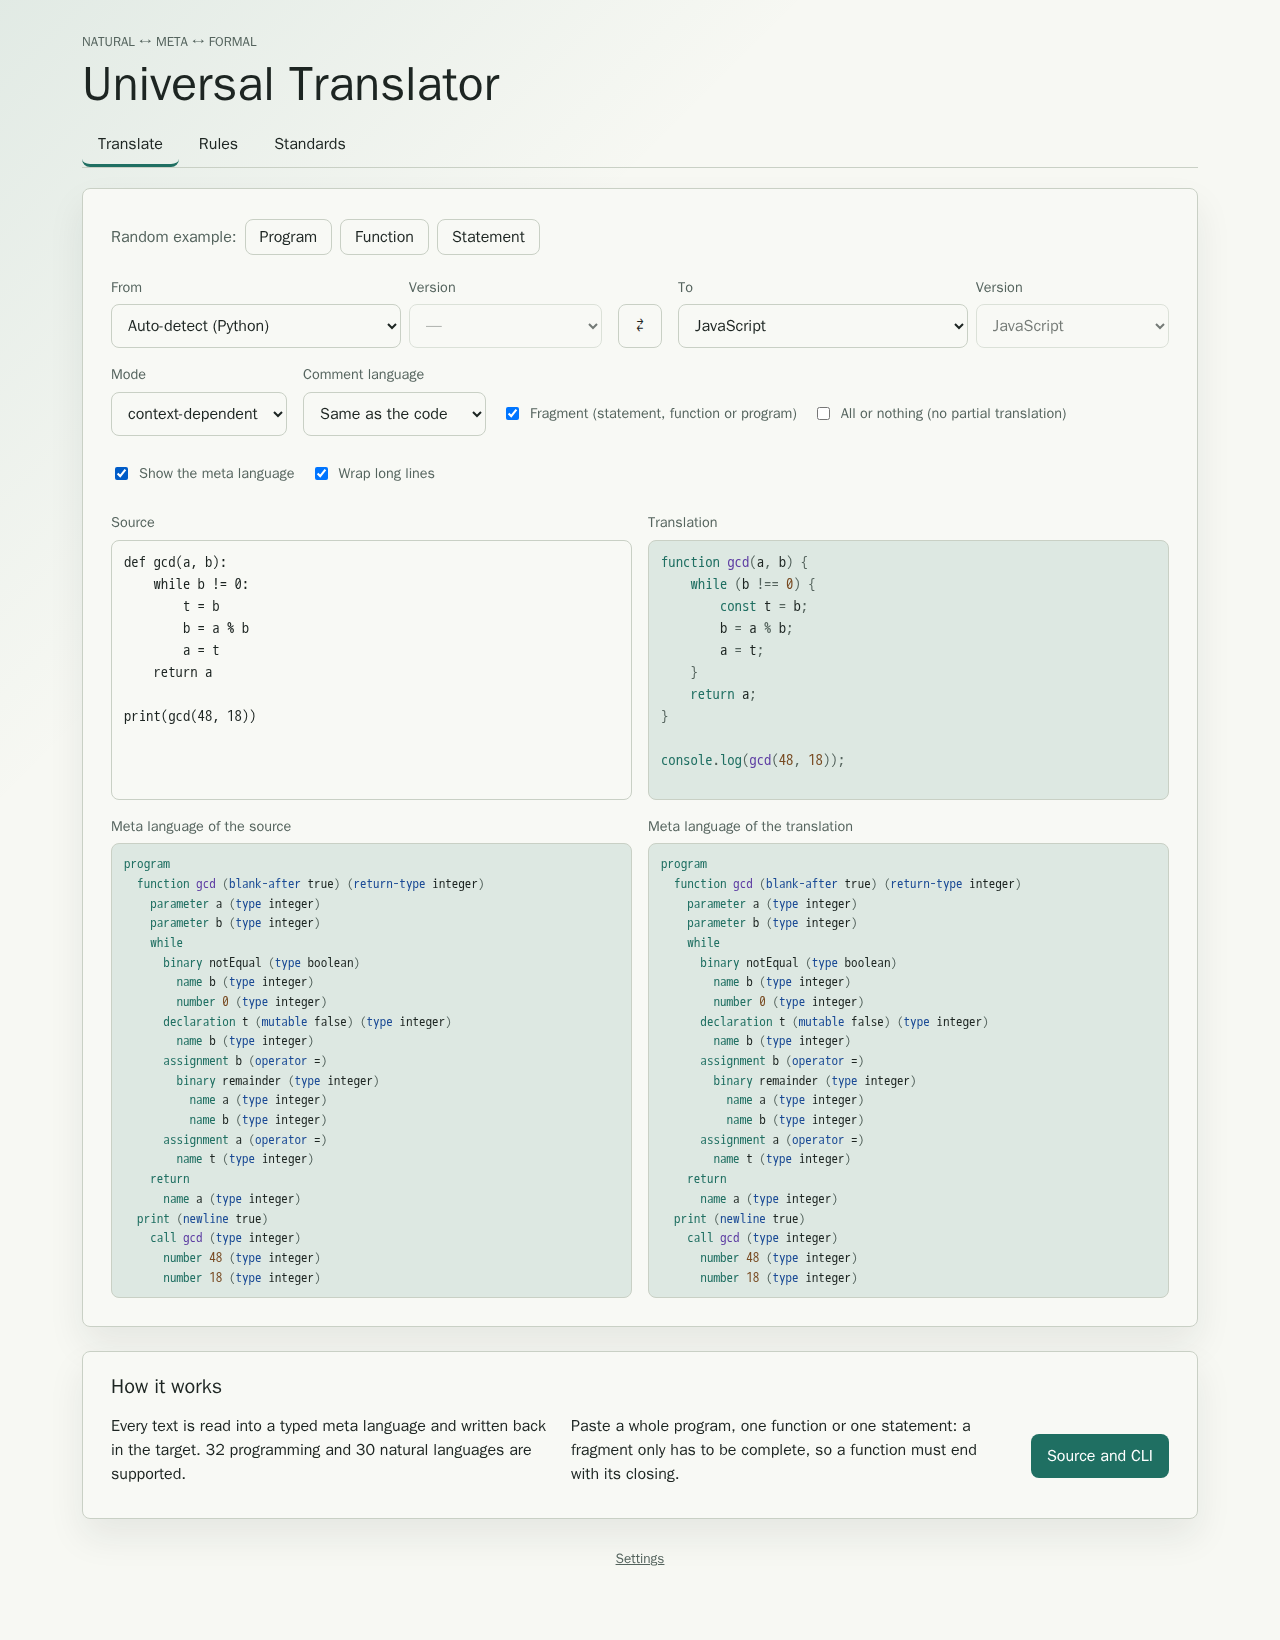 NATURAL ↔ META ↔ FORMAL
Universal Translator
Translate Rules Standards
Random example: Program Function Statement
From Version To Version
Auto-detect (Python) — ⇄ JavaScript JavaScript
Mode Comment language
context-dependent Same as the code Fragment (statement, function or program) All or nothing (no partial translation)
Show the meta language Wrap long lines
Source
def gcd(a, b):
    while b != 0:
        t = b
        b = a % b
        a = t
    return a

print(gcd(48, 18))
Translation
function gcd(a, b) {
    while (b !== 0) {
        const t = b;
        b = a % b;
        a = t;
    }
    return a;
}

console.log(gcd(48, 18));
Meta language of the source
program
  function gcd (blank-after true) (return-type integer)
    parameter a (type integer)
    parameter b (type integer)
    while
      binary notEqual (type boolean)
        name b (type integer)
        number 0 (type integer)
      declaration t (mutable false) (type integer)
        name b (type integer)
      assignment b (operator =)
        binary remainder (type integer)
          name a (type integer)
          name b (type integer)
      assignment a (operator =)
        name t (type integer)
    return
      name a (type integer)
  print (newline true)
    call gcd (type integer)
      number 48 (type integer)
      number 18 (type integer)
Meta language of the translation
program
  function gcd (blank-after true) (return-type integer)
    parameter a (type integer)
    parameter b (type integer)
    while
      binary notEqual (type boolean)
        name b (type integer)
        number 0 (type integer)
      declaration t (mutable false) (type integer)
        name b (type integer)
      assignment b (operator =)
        binary remainder (type integer)
          name a (type integer)
          name b (type integer)
      assignment a (operator =)
        name t (type integer)
    return
      name a (type integer)
  print (newline true)
    call gcd (type integer)
      number 48 (type integer)
      number 18 (type integer)
How it works
Every text is read into a typed meta language and written back
in the target. 32 programming and 30 natural languages are
supported.
Paste a whole program, one function or one statement: a
fragment only has to be complete, so a function must end
with its closing.
Source and CLI
Settings